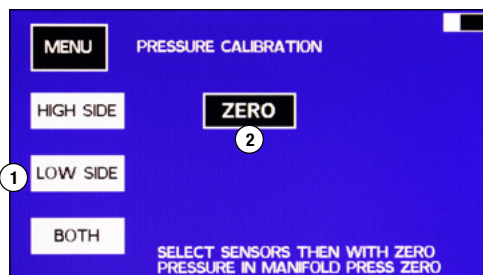 MENU
PRESSURE CALIBRATION
HIGH SIDE
ZERO
2
1
LOW SIDE
BOTH
SELECT SENSORS THEN WITH ZERO
PRESSURE IN MANIFOLD PRESS ZERO